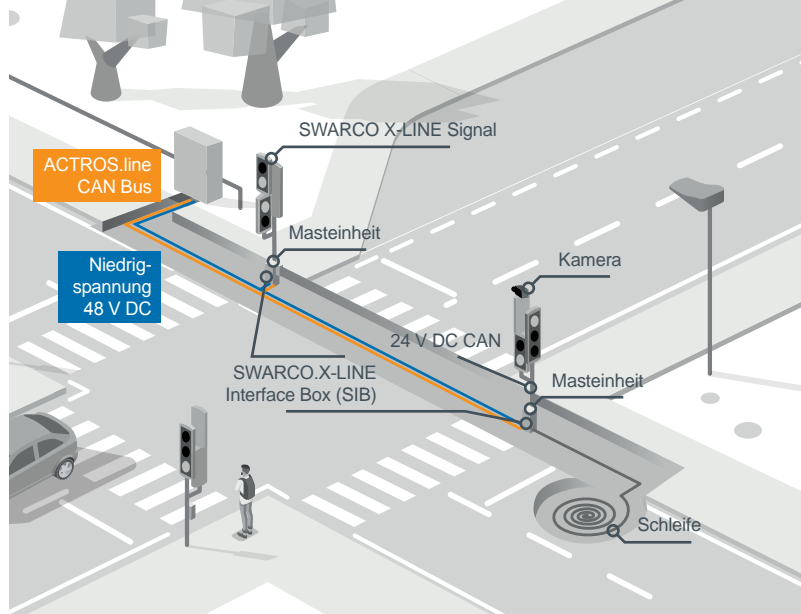 SWARCO X-LINE Signal
ACTROS.line
CAN Bus
Masteinheit
Niedrig-
spannung
48 V DC
Kamera
24 V DC CAN
SWARCO.X-LINE
Interface Box (SIB)
Masteinheit
Schleife